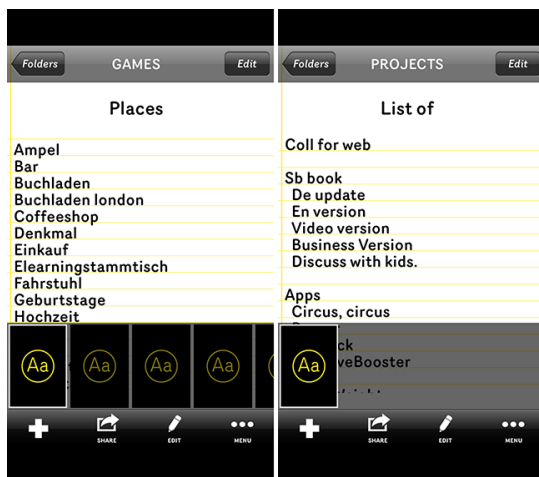 Folders GAMES Edit
Places
Ampel
Bar
Buchladen
Buchladen london
Coffeeshop
Denkmal
Einkauf
Elearningstammtisch
Fahrstuhl
Geburtstage
Hochzeit
Aa Aa Aa Aa
SHARE EDIT MENU
Folders PROJECTS Edit
List of
Coll for web
Sb book
De update
En version
Video version
Business Version
Discuss with kids.
Apps
Circus, circus
Aa
SHARE EDIT MENU